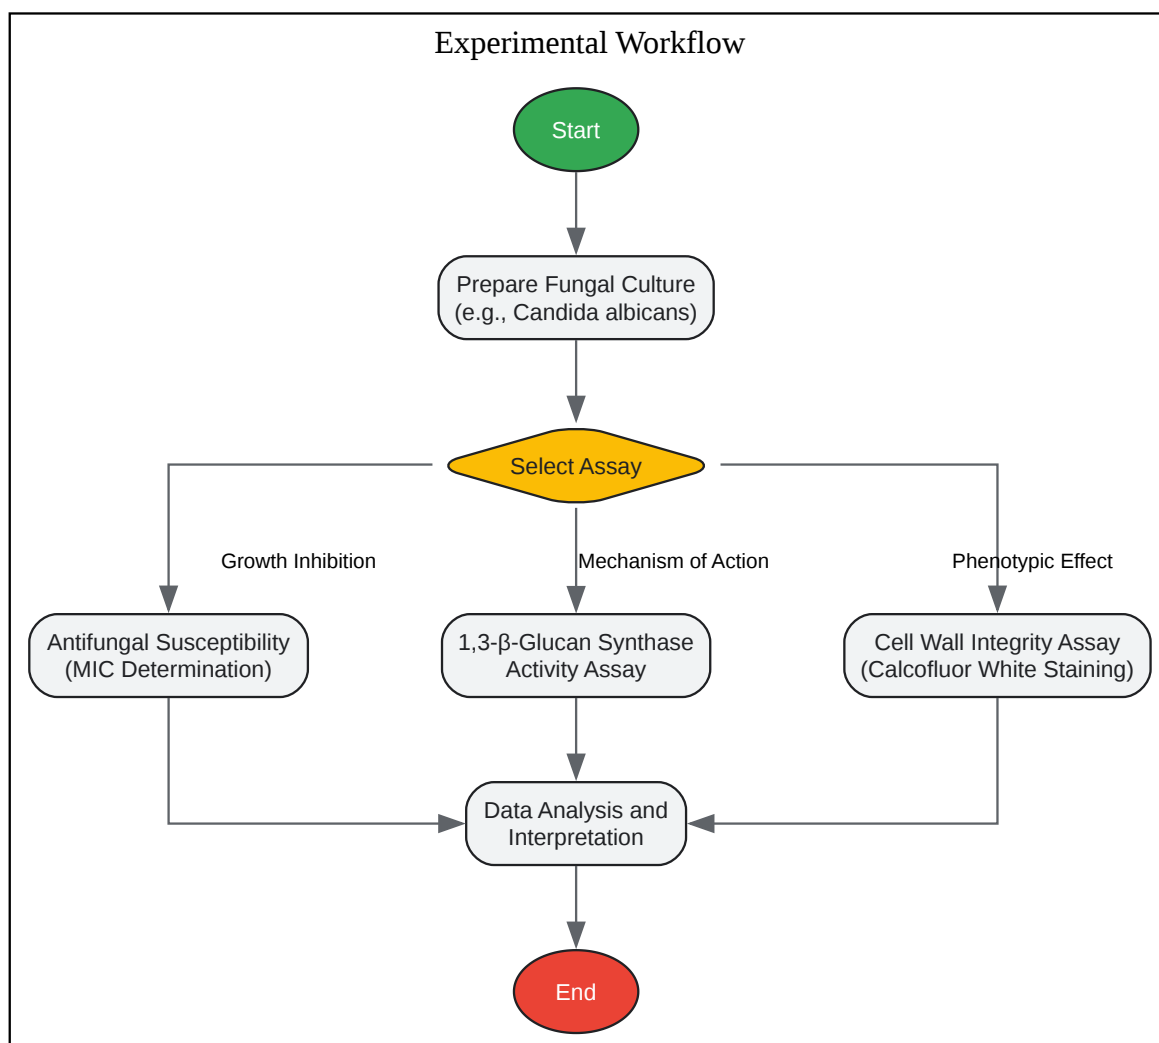 Experimental Workflow
Start
Prepare Fungal Culture
(e.g., Candida albicans)
Select Assay
Growth Inhibition
Mechanism of Action
Phenotypic Effect
Antifungal Susceptibility
(MIC Determination)
1,3-β-Glucan Synthase
Activity Assay
Cell Wall Integrity Assay
(Calcofluor White Staining)
Data Analysis and
Interpretation
End